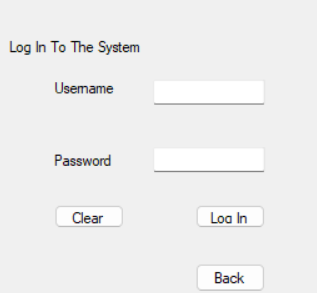 Log In To The System
Username
Password
Clear
Log In
Back